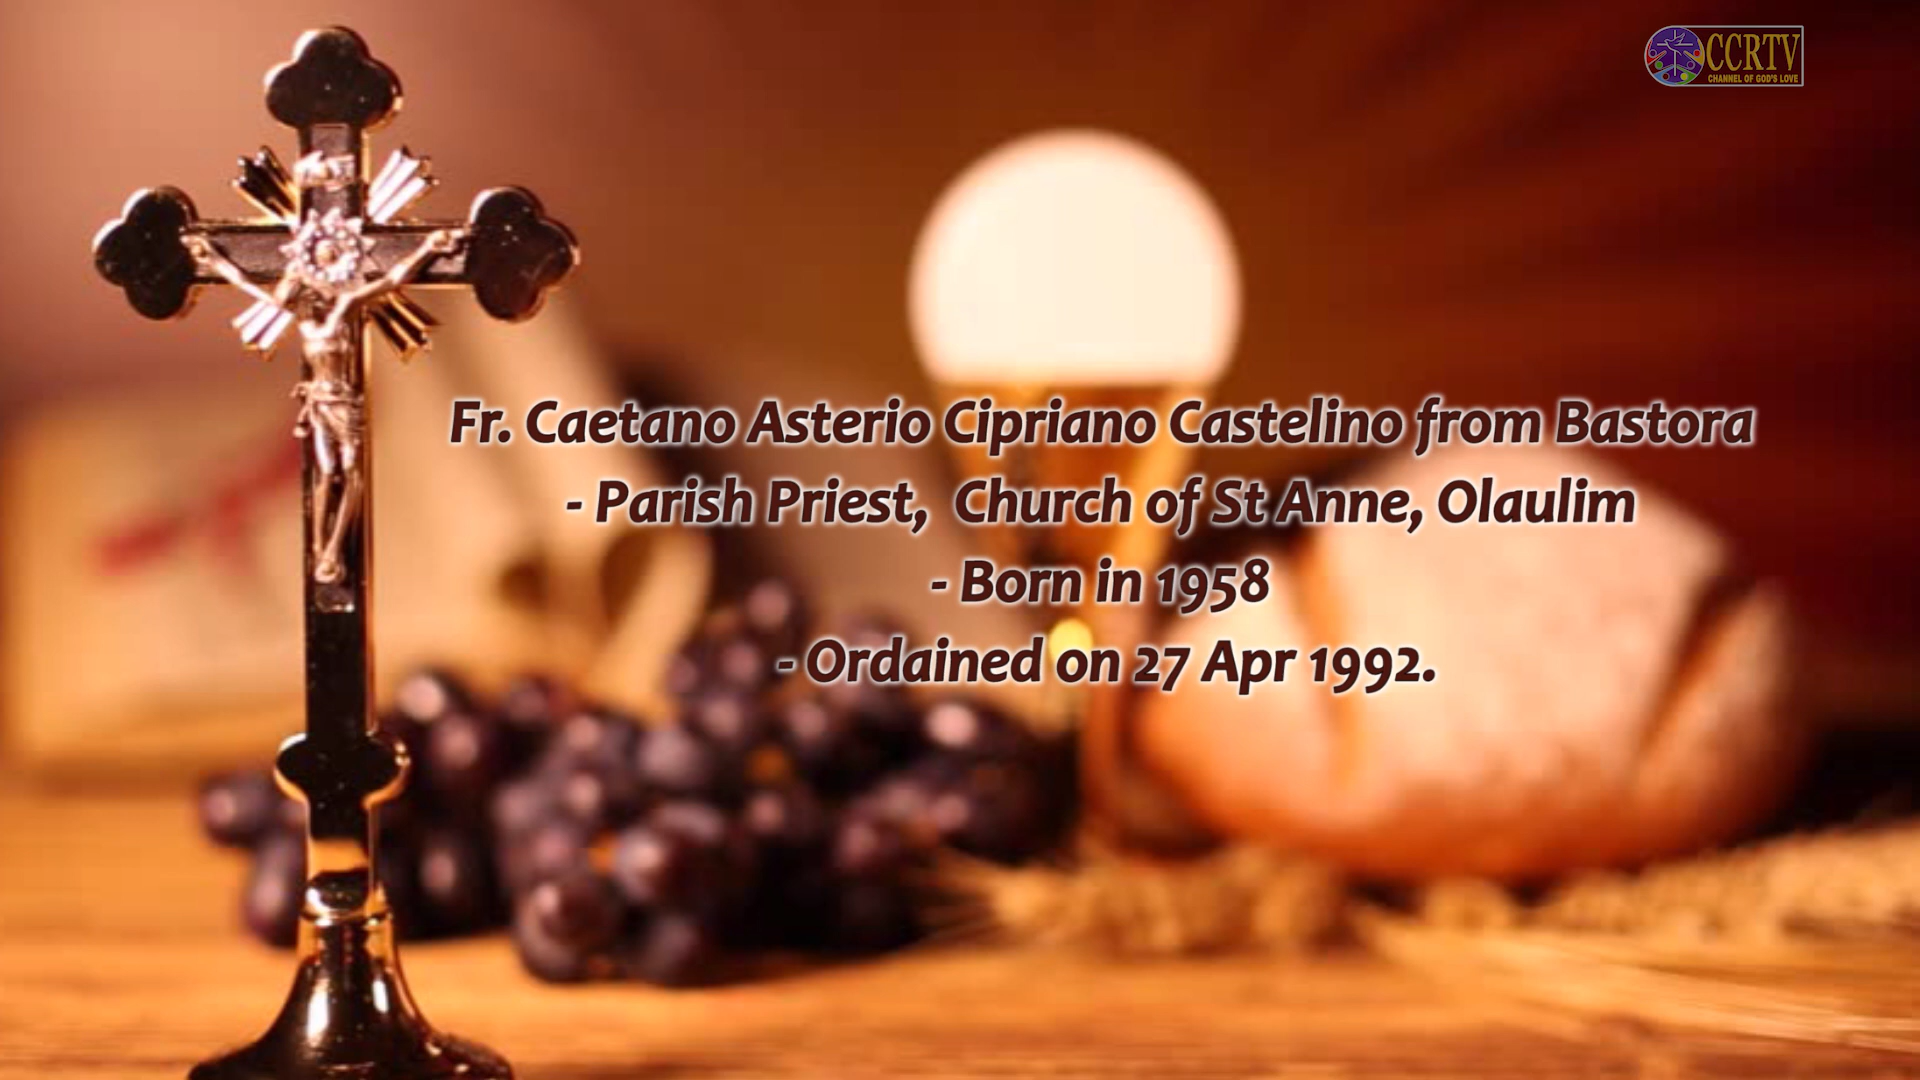 CCRTV
CHANNEL OF GOD'S LOVE
Fr. Caetano Asterio Cipriano Castelino from Bastora
- Parish Priest,  Church of St Anne, Olaulim
- Born in 1958
- Ordained on 27 Apr 1992.